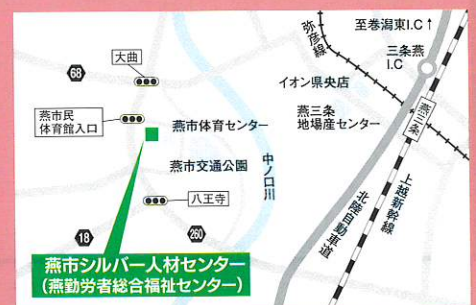 至巻潟東I.C↑
弥彦線
三条燕
I.C
大曲
68
イオン県央店
燕三条
燕市民
体育館入口
燕市体育センター
燕三条
地場産センター
燕市交通公園
中ノ口川
八王寺
上越新幹線
北陸自動車道
18
260
燕市シルバー人材センター
(燕勤労者総合福祉センター)